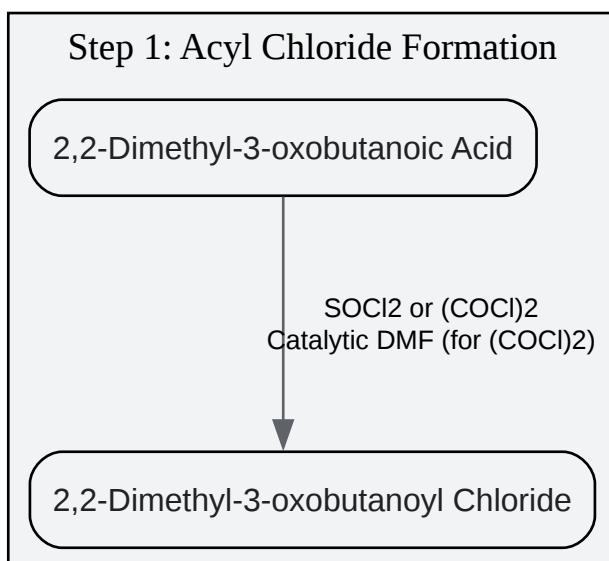 Step 1: Acyl Chloride Formation
2,2-Dimethyl-3-oxobutanoic Acid
SOCl2 or (COCl)2
Catalytic DMF (for (COCl)2)
2,2-Dimethyl-3-oxobutanoyl Chloride